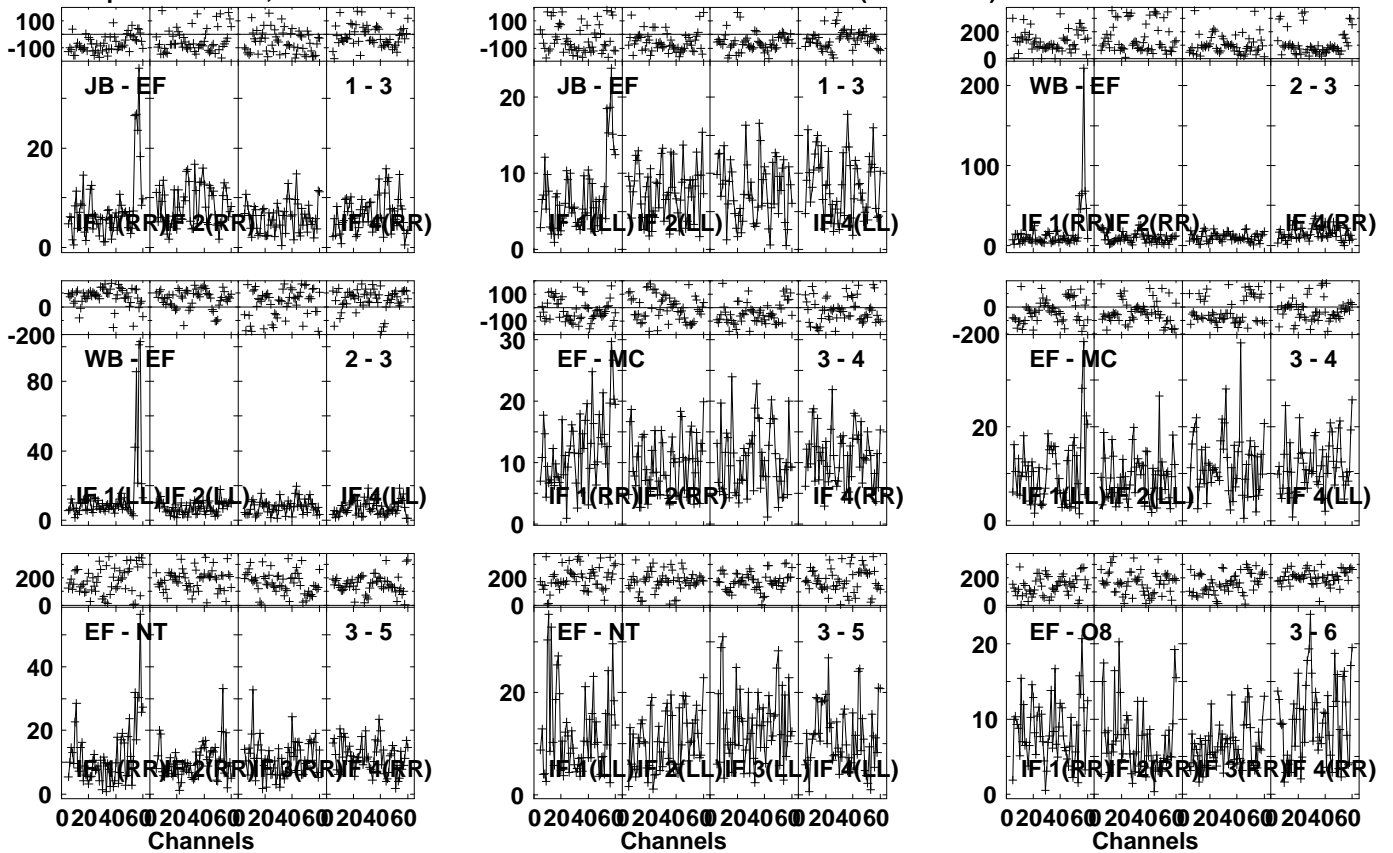 100
-100
JB - EF 1 - 3
20
0
IF 1(RR) IF 2(RR) IF 4(RR)
100
-100
JB - EF 1 - 3
20
10
0
IF 1(LL) IF 2(LL) IF 4(LL)
200
0
WB - EF 2 - 3
200
100
0
IF 1(RR) IF 2(RR) IF 4(RR)
0
-200
WB - EF 2 - 3
80
40
0
IF 1(LL) IF 2(LL) IF 4(LL)
100
-100
30
EF - MC 3 - 4
20
10
0
IF 1(RR) IF 2(RR) IF 4(RR)
0
-200
EF - MC 3 - 4
20
0
IF 1(LL) IF 2(LL) IF 4(LL)
200
0
EF - NT 3 - 5
40
20
0
IF 1(RR) IF 2(RR) IF 3(RR) IF 4(RR)
0 20 40 60 0 20 40 60 0 20 40 60 0 20 40 60
Channels
200
0
EF - NT 3 - 5
20
0
IF 1(LL) IF 2(LL) IF 3(LL) IF 4(LL)
0 20 40 60 0 20 40 60 0 20 40 60 0 20 40 60
Channels
200
0
EF - O8 3 - 6
20
10
0
IF 1(RR) IF 2(RR) IF 3(RR) IF 4(RR)
0 20 40 60 0 20 40 60 0 20 40 60 0 20 40 60
Channels